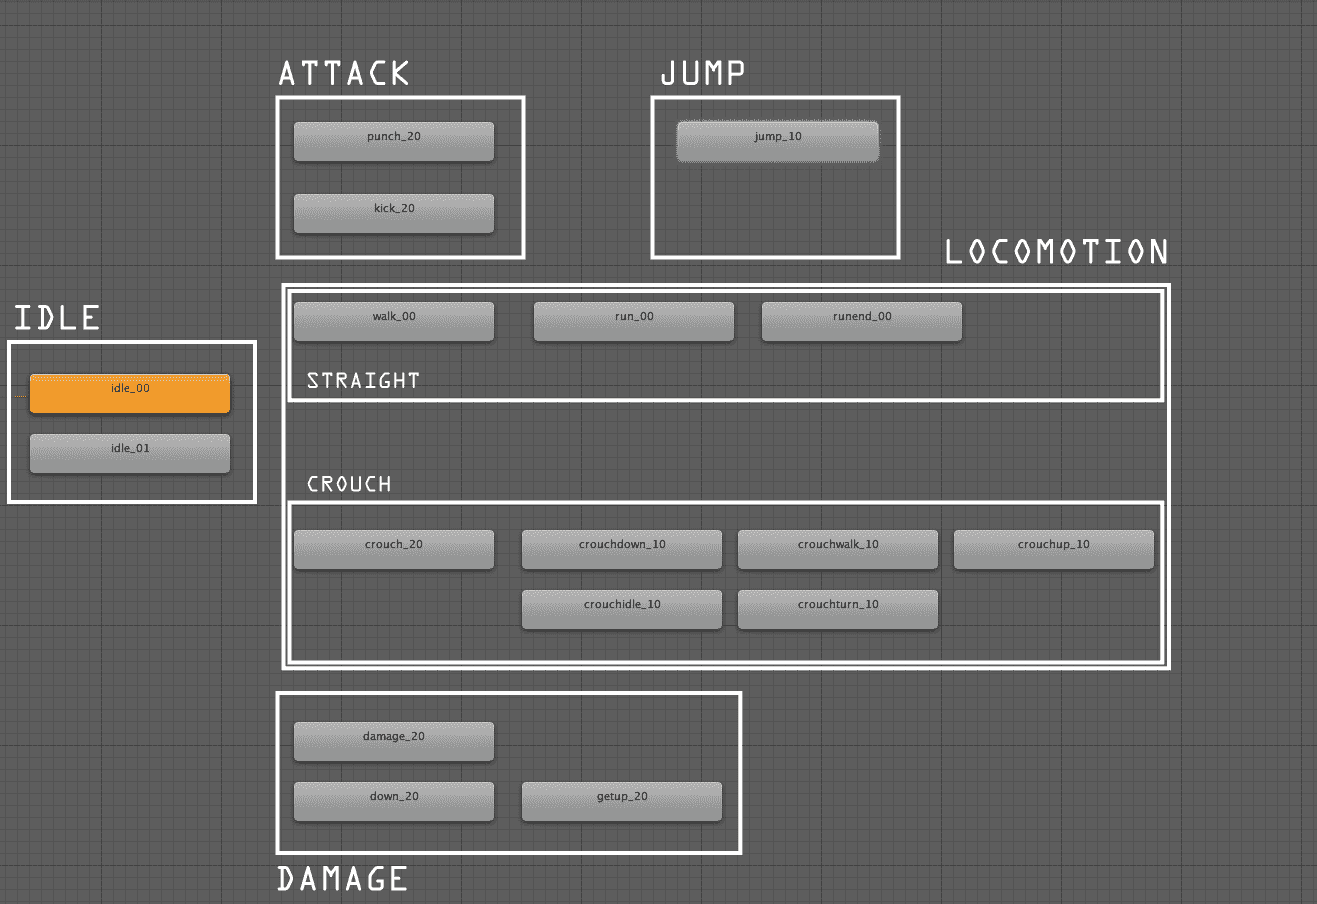 ATTACK
punch_20
kick_20
JUMP
jump_10
LOCOMOTION
IDLE
idle_00
idle_01
walk_00
run_00
runend_00
STRAIGHT
CROUCH
crouch_20
crouchdown_10
crouchwalk_10
crouchup_10
crouchidle_10
crouchturn_10
damage_20
down_20
getup_20
DAMAGE